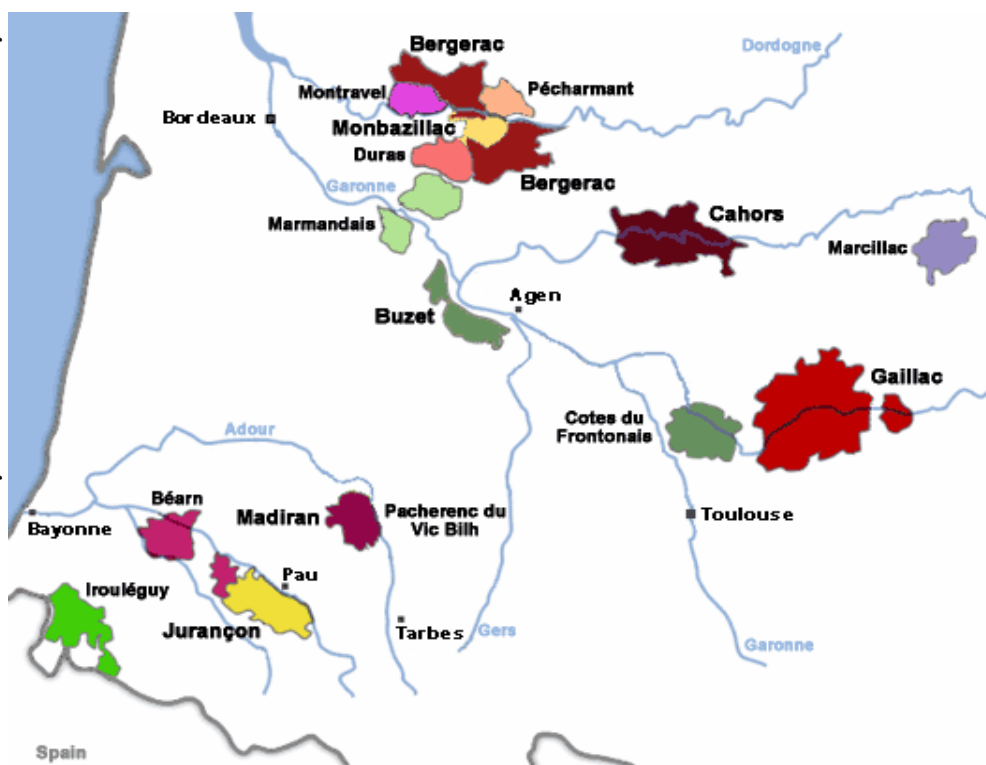 Bergerac
Dordogne
Montravel
Pécharmant
Bordeaux
Monbazillac
Duras
Bergerac
Garonne
Cahors
Marmandais
Marcillac
Agen
Buzet
Gaillac
Cotes du
Frontonais
Adour
Béarn
Madiran
Pacherenc du
Vic Bilh
Toulouse
Bayonne
Pau
Irouléguy
Jurançon
Tarbes
Gers
Garonne
Spain